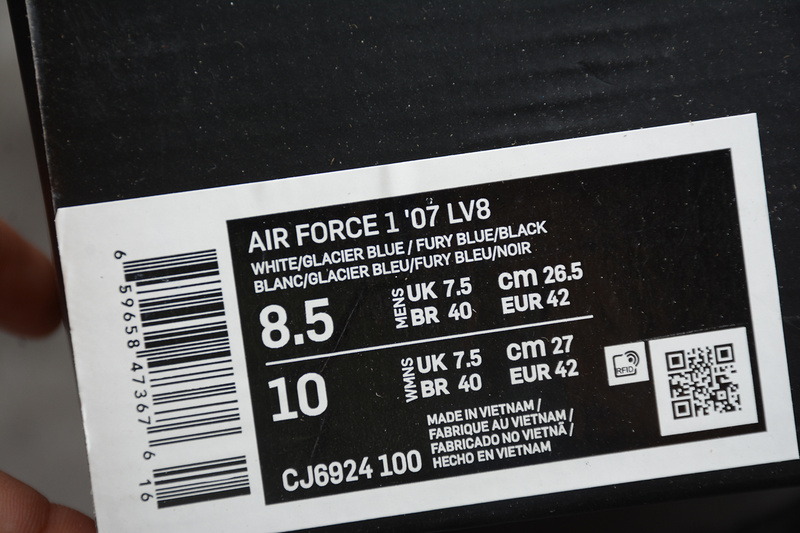 AIR FORCE 1 '07 LV8
WHITE/GLACIER BLUE / FURY BLUE/BLACK
BLANC/GLACIER BLEU/FURY BLEU/NOIR
8.5
MENS
UK 7.5 cm 26.5
BR 40 EUR 42
10
WMNS
UK 7.5 cm 27
BR 40 EUR 42
RFID
CJ6924 100
MADE IN VIETNAM /
FABRIQUE AU VIETNAM /
FABRICADO NO VIETNÃ /
HECHO EN VIETNAM
6 59658 47367 6 16